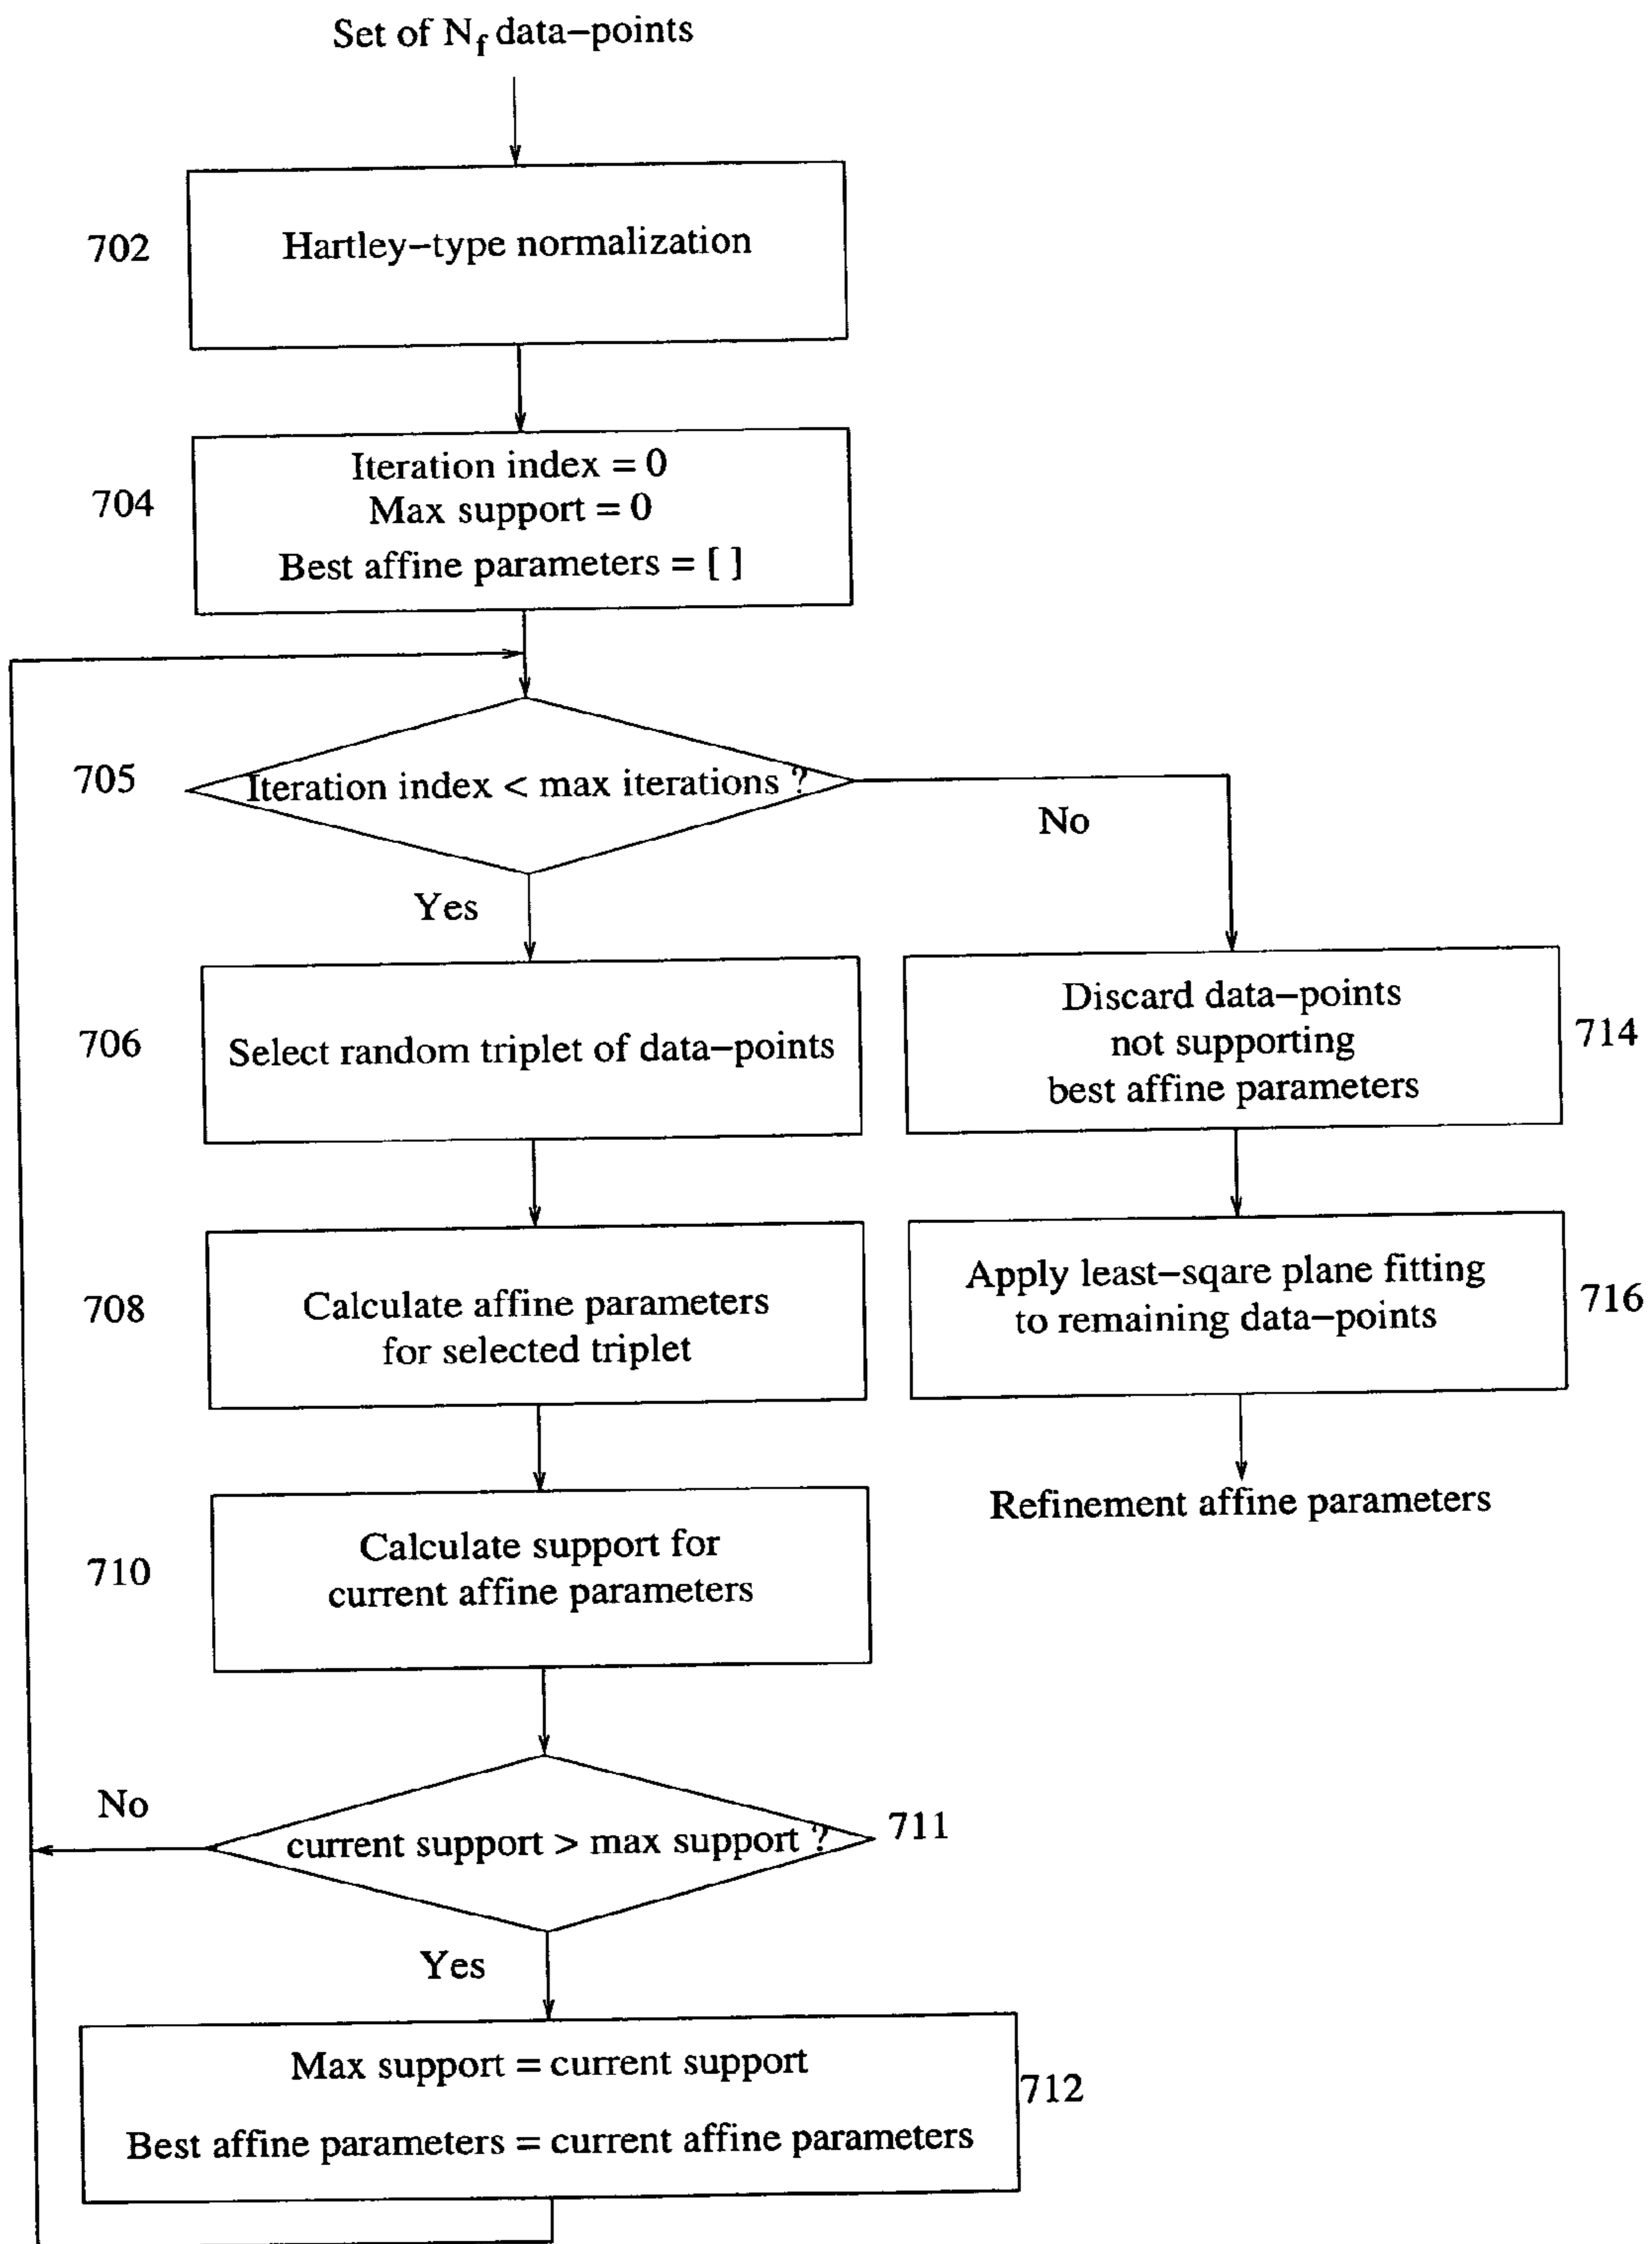 Set of Nf data–points
702
Hartley–type normalization
704
Iteration index = 0
Max support = 0
Best affine parameters = [ ]
705
Iteration index < max iterations ?
No
Yes
706
Select random triplet of data–points
Discard data–points
not supporting
best affine parameters
714
708
Calculate affine parameters
for selected triplet
Apply least–sqare plane fitting
to remaining data–points
716
Refinement affine parameters
710
Calculate support for
current affine parameters
No
current support > max support ?
711
Yes
Max support = current support
Best affine parameters = current affine parameters
712